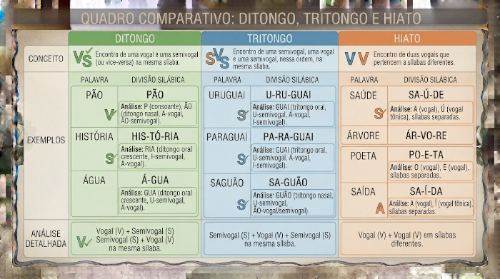 QUADRO COMPARATIVO: DITONGO, TRITONGO E HIATO
DITONGO
TRITONGO
HIATO
CONCEITO
VS
Encontro de uma vogal e uma semivogal
(ou vice-versa) na mesma sílaba.
SVS
Encontro de uma semivogal, uma vogal
e uma semivogal, nessa ordem, na
mesma sílaba.
VV
Encontro de duas vogais que
pertencem a sílabas diferentes.
EXEMPLOS
PALAVRA
DIVISÃO SILÁBICA
PÃO
PÃO
V
Análise: P (consoante), ÃO
(ditongo nasal, A-vogal,
ÃO-semivogal).
HISTÓRIA
HIS-TÓ-RIA
S
Análise: RIA (ditongo oral
crescente, I-semivogal,
A-vogal).
ÁGUA
Á-GUA
Análise: GUA (ditongo oral
crescente, U-semivogal,
A-vogal).
PALAVRA
DIVISÃO SILÁBICA
URUGUAI
U-RU-GUAI
S
Análise: GUAI (tritongo oral,
U-semivogal, A-vogal,
I-semivogal).
PARAGUAI
PA-RA-GUAI
S
Análise: GUAI (tritongo oral,
U-semivogal, A-vogal,
I-semivogal).
SAGUÃO
SA-GUÃO
S
Análise: GUÃO (tritongo nasal,
U-semivogal,
ÃO-vogal/semivogal).
PALAVRA
DIVISÃO SILÁBICA
SAÚDE
SA-Ú-DE
S
Análise: A (vogal), Ú (vogal
tônica), sílabas separadas.
ÁRVORE
ÁR-VO-RE
POETA
PO-E-TA
Análise: O (vogal), E (vogal),
sílabas separadas.
SAÍDA
SA-Í-DA
A
Análise: A (vogal), Í (vogal tônica),
sílabas separadas.
ANÁLISE
DETALHADA
V
Vogal (V) + Semivogal (S)
Semivogal (S) + Vogal (V)
na mesma sílaba.
Semivogal (S) + Vogal (V) + Semivogal (S)
na mesma sílaba.
Vogal (V) + Vogal (V) em sílabas
diferentes.